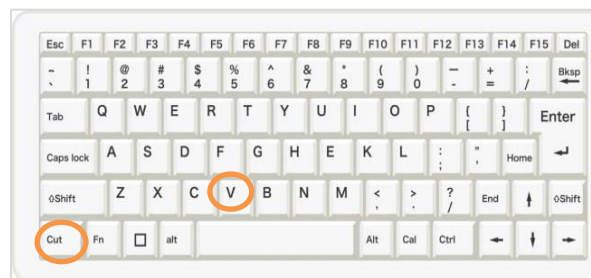 Esc F1 F2 F3 F4 F5 F6 F7 F8 F9 F10 F11 F12 F13 F14 F15 Del
~ ! @ # $ % ^ & * ( ) — + : Bksp
` 1 2 3 4 5 6 7 8 9 0 - = /
Tab Q W E R T Y U I O P { } Enter
[ ]
Caps lock A S D F G H E K L : " Home
; '
⇧Shift Z X C V B N M < > ? End ⇧Shift
, . /
Cut Fn alt Alt Cal Ctrl